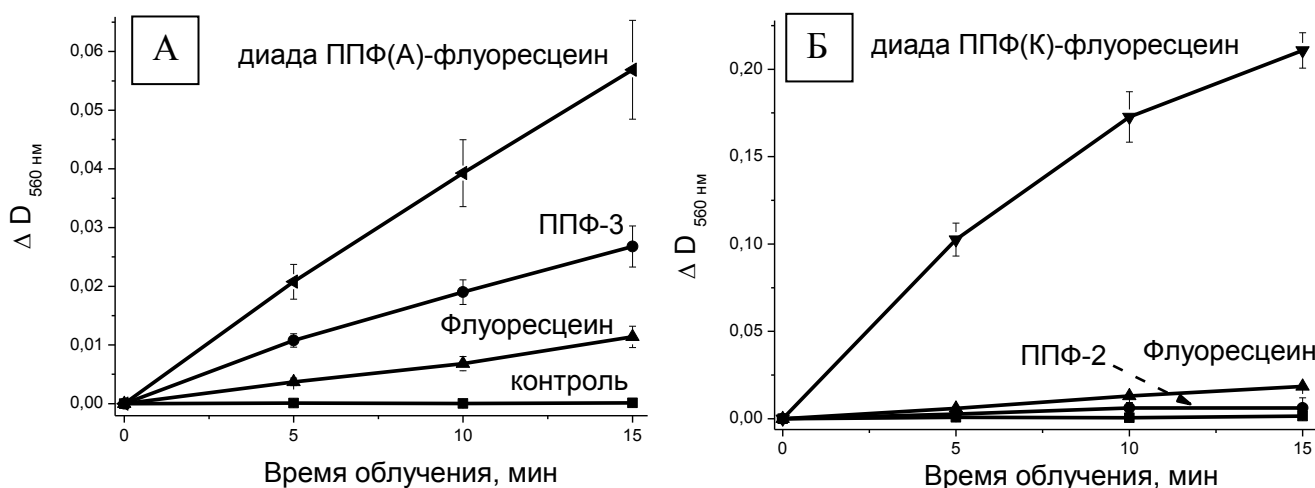 А
диада ППФ(А)-флуоресцеин
ППФ-3
Флуоресцеин
контроль
0,06
0,05
0,04
0,03
0,02
0,01
0,00
Δ D 560 нм
0
5
10
15
Время облучения, мин
Б
диада ППФ(К)-флуоресцеин
ППФ-2
Флуоресцеин
0,20
0,15
0,10
0,05
0,00
Δ D 560 нм
0
5
10
15
Время облучения, мин